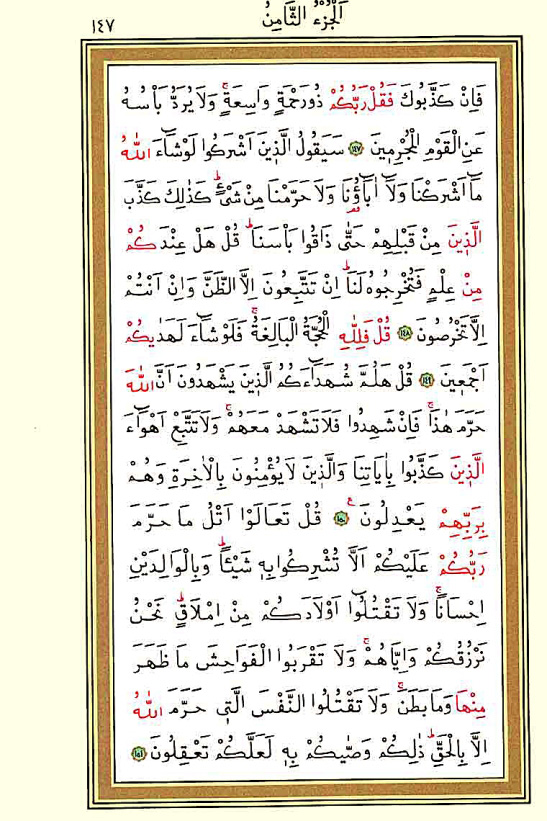 اَلْجُزْءُ الثَّامِنُ ١٤٧
فَاِنْ كَذَّبُوكَ فَقُلْ رَبُّكُمْ ذُو رَحْمَةٍ وَاسِعَةٍۚ وَلَا يُرَدُّ بَأْسُهُ
عَنِ الْقَوْمِ الْمُجْرِمِينَ ﴿١٤٧﴾ سَيَقُولُ الَّذِينَ اَشْرَكُوا لَوْ شَٓاءَ اللّٰهُ
مَٓا اَشْرَكْنَا وَلَٓا اٰبَٓاؤُ۬نَا وَلَا حَرَّمْنَا مِنْ شَيْءٍۜ كَذٰلِكَ كَذَّبَ
الَّذِينَ مِنْ قَبْلِهِمْ حَتّٰى ذَاقُوا بَأْسَنَاۜ قُلْ هَلْ عِنْدَكُمْ
مِنْ عِلْمٍ فَتُخْرِجُوهُ لَنَاۜ اِنْ تَتَّبِعُونَ اِلَّا الظَّنَّ وَاِنْ اَنْتُمْ
اِلَّا تَخْرُصُونَ ﴿١٤٨﴾ قُلْ فَلِلّٰهِ الْحُجَّةُ الْبَالِغَةُۚ فَلَوْ شَٓاءَ لَهَدٰيكُمْ
اَجْمَعِينَ ﴿١٤٩﴾ قُلْ هَلُمَّ شُهَدَٓاءَكُمُ الَّذِينَ يَشْهَدُونَ اَنَّ اللّٰهَ
حَرَّمَ هٰذَاۚ فَاِنْ شَهِدُوا فَلَا تَشْهَدْ مَعَهُمْۚ وَلَا تَتَّبِعْ اَهْوَٓاءَ
الَّذِينَ كَذَّبُوا بِاٰيَاتِنَا وَالَّذِينَ لَا يُؤْمِنُونَ بِالْاٰخِرَةِ وَهُمْ
بِرَبِّهِمْ يَعْدِلُونَ۟ ﴿١٥٠﴾ قُلْ تَعَالَوْا اَتْلُ مَا حَرَّمَ
رَبُّكُمْ عَلَيْكُمْ اَلَّا تُشْرِكُوا بِهِ شَيْئًاۜ وَبِالْوَالِدَيْنِ
اِحْسَانًاۚ وَلَا تَقْتُلُٓوا اَوْلَادَكُمْ مِنْ اِمْلَاقٍۜ نَحْنُ
نَرْزُقُكُمْ وَاِيَّاهُمْۚ وَلَا تَقْرَبُوا الْفَوَاحِشَ مَا ظَهَرَ
مِنْهَا وَمَا بَطَنَۚ وَلَا تَقْتُلُوا النَّفْسَ الَّتِي حَرَّمَ اللّٰهُ
اِلَّا بِالْحَقِّۜ ذٰلِكُمْ وَصّٰيكُمْ بِهِ لَعَلَّكُمْ تَعْقِلُونَ ﴿١٥١﴾